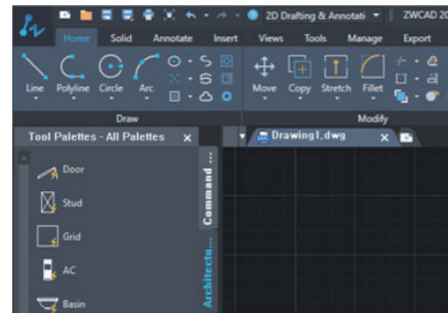 2D Drafting & Annotati ZWCAD 20
Home Solid Annotate Insert Views Tools Manage Export
Line Polyline Circle Arc Move Copy Stretch Fillet
Draw Modify
Tool Palettes - All Palettes Drawing1.dwg
Door
Stud
Grid
AC
Basin
Command ...
Architectu...